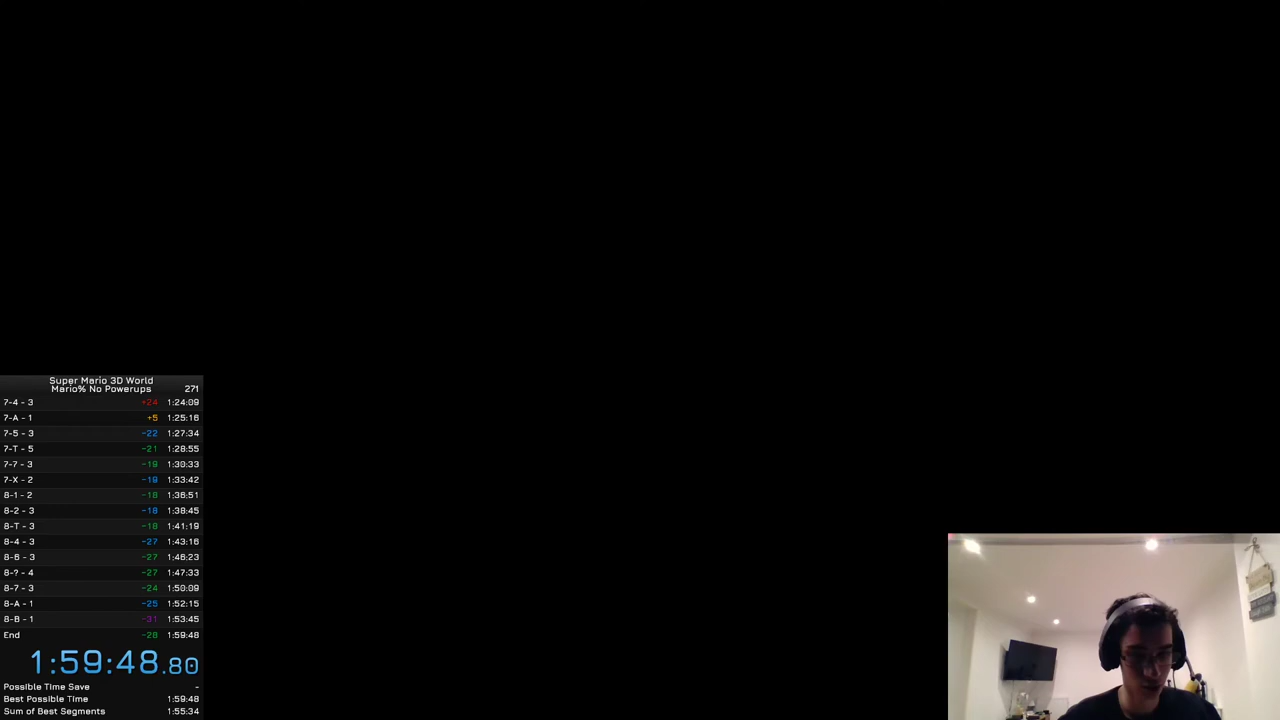 Super Mario 3D World
Mario% No Powerups 271
7-4 - 3 +24 1:24:09
7-A - 1 +5 1:25:16
7-5 - 3 -22 1:27:34
7-T - 5 -21 1:28:55
7-7 - 3 -19 1:30:33
7-X - 2 -19 1:33:42
8-1 - 2 -18 1:36:51
8-2 - 3 -18 1:38:45
8-T - 3 -18 1:41:19
8-4 - 3 -27 1:43:16
8-6 - 3 -27 1:46:23
8-? - 4 -27 1:47:33
8-7 - 3 -24 1:50:09
8-A - 1 -25 1:52:15
8-B - 1 -31 1:53:45
End -28 1:59:48
1:59:48.80
Possible Time Save -
Best Possible Time 1:59:48
Sum of Best Segments 1:55:34